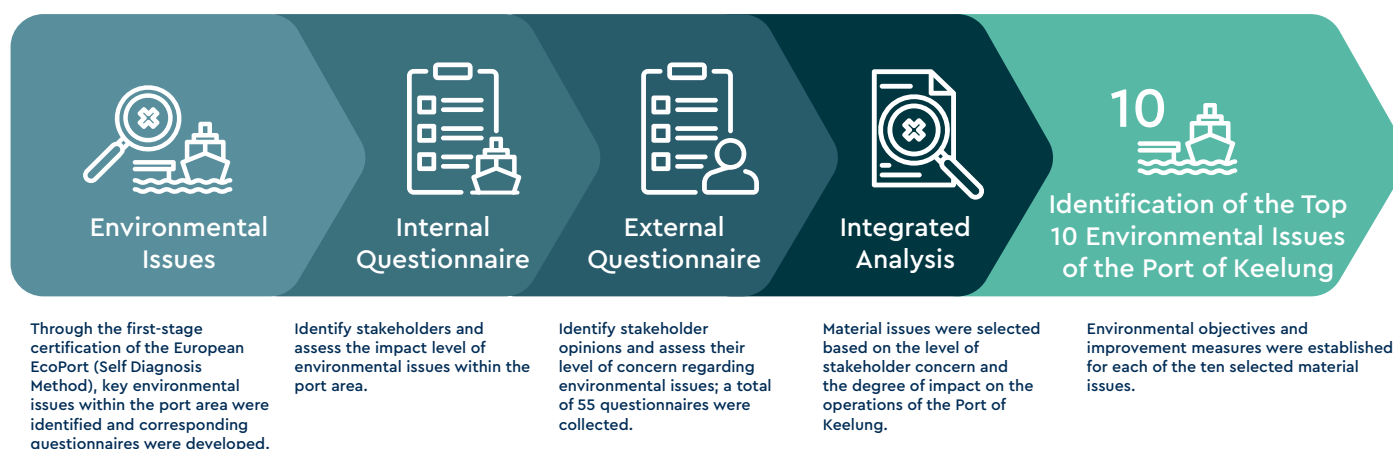 Environmental
Issues
Internal
Questionnaire
External
Questionnaire
Integrated
Analysis
10
Identification of the Top
10 Environmental Issues
of the Port of Keelung
Through the first-stage
certification of the European
EcoPort (Self Diagnosis
Method), key environmental
issues within the port area were
identified and corresponding
questionnaires were developed.
Identify stakeholders and
assess the impact level of
environmental issues within the
port area.
Identify stakeholder
opinions and assess their
level of concern regarding
environmental issues; a total
of 55 questionnaires were
collected.
Material issues were selected
based on the level of
stakeholder concern and
the degree of impact on the
operations of the Port of
Keelung.
Environmental objectives and
improvement measures were established
for each of the ten selected material
issues.